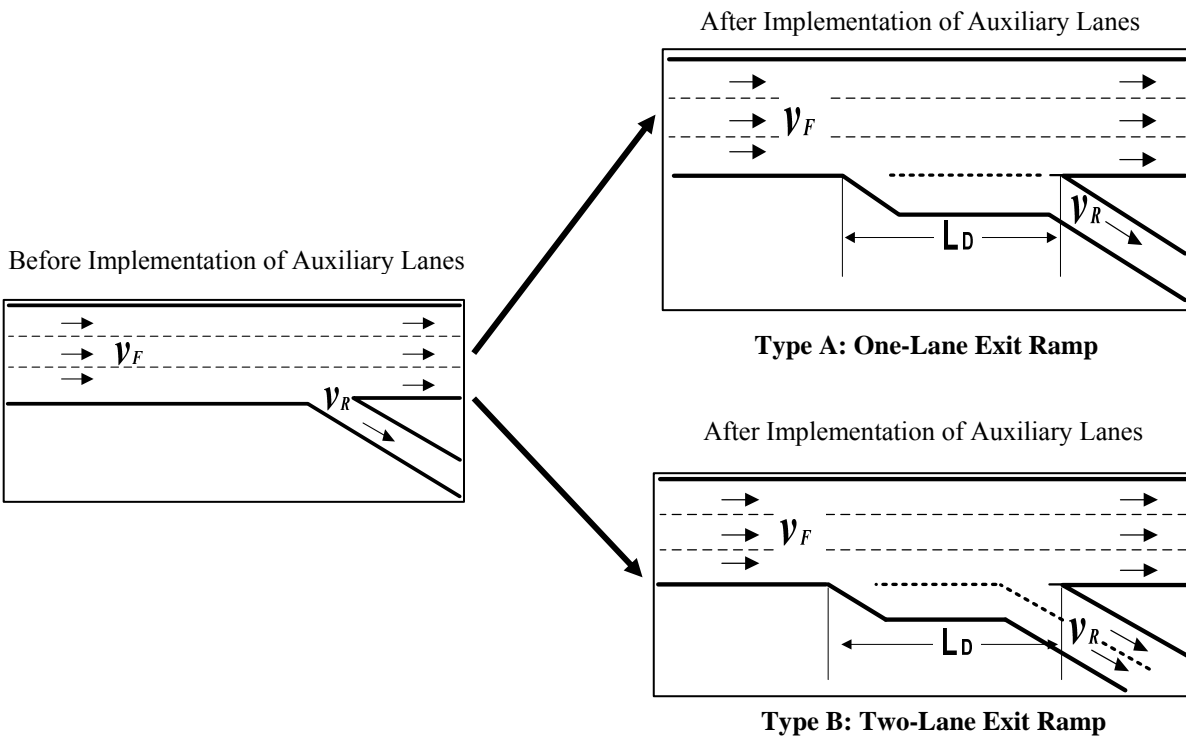 Before Implementation of Auxiliary Lanes
v_F
v_R
After Implementation of Auxiliary Lanes
v_F
v_R
L_D
Type A: One-Lane Exit Ramp
After Implementation of Auxiliary Lanes
v_F
v_R
L_D
Type B: Two-Lane Exit Ramp